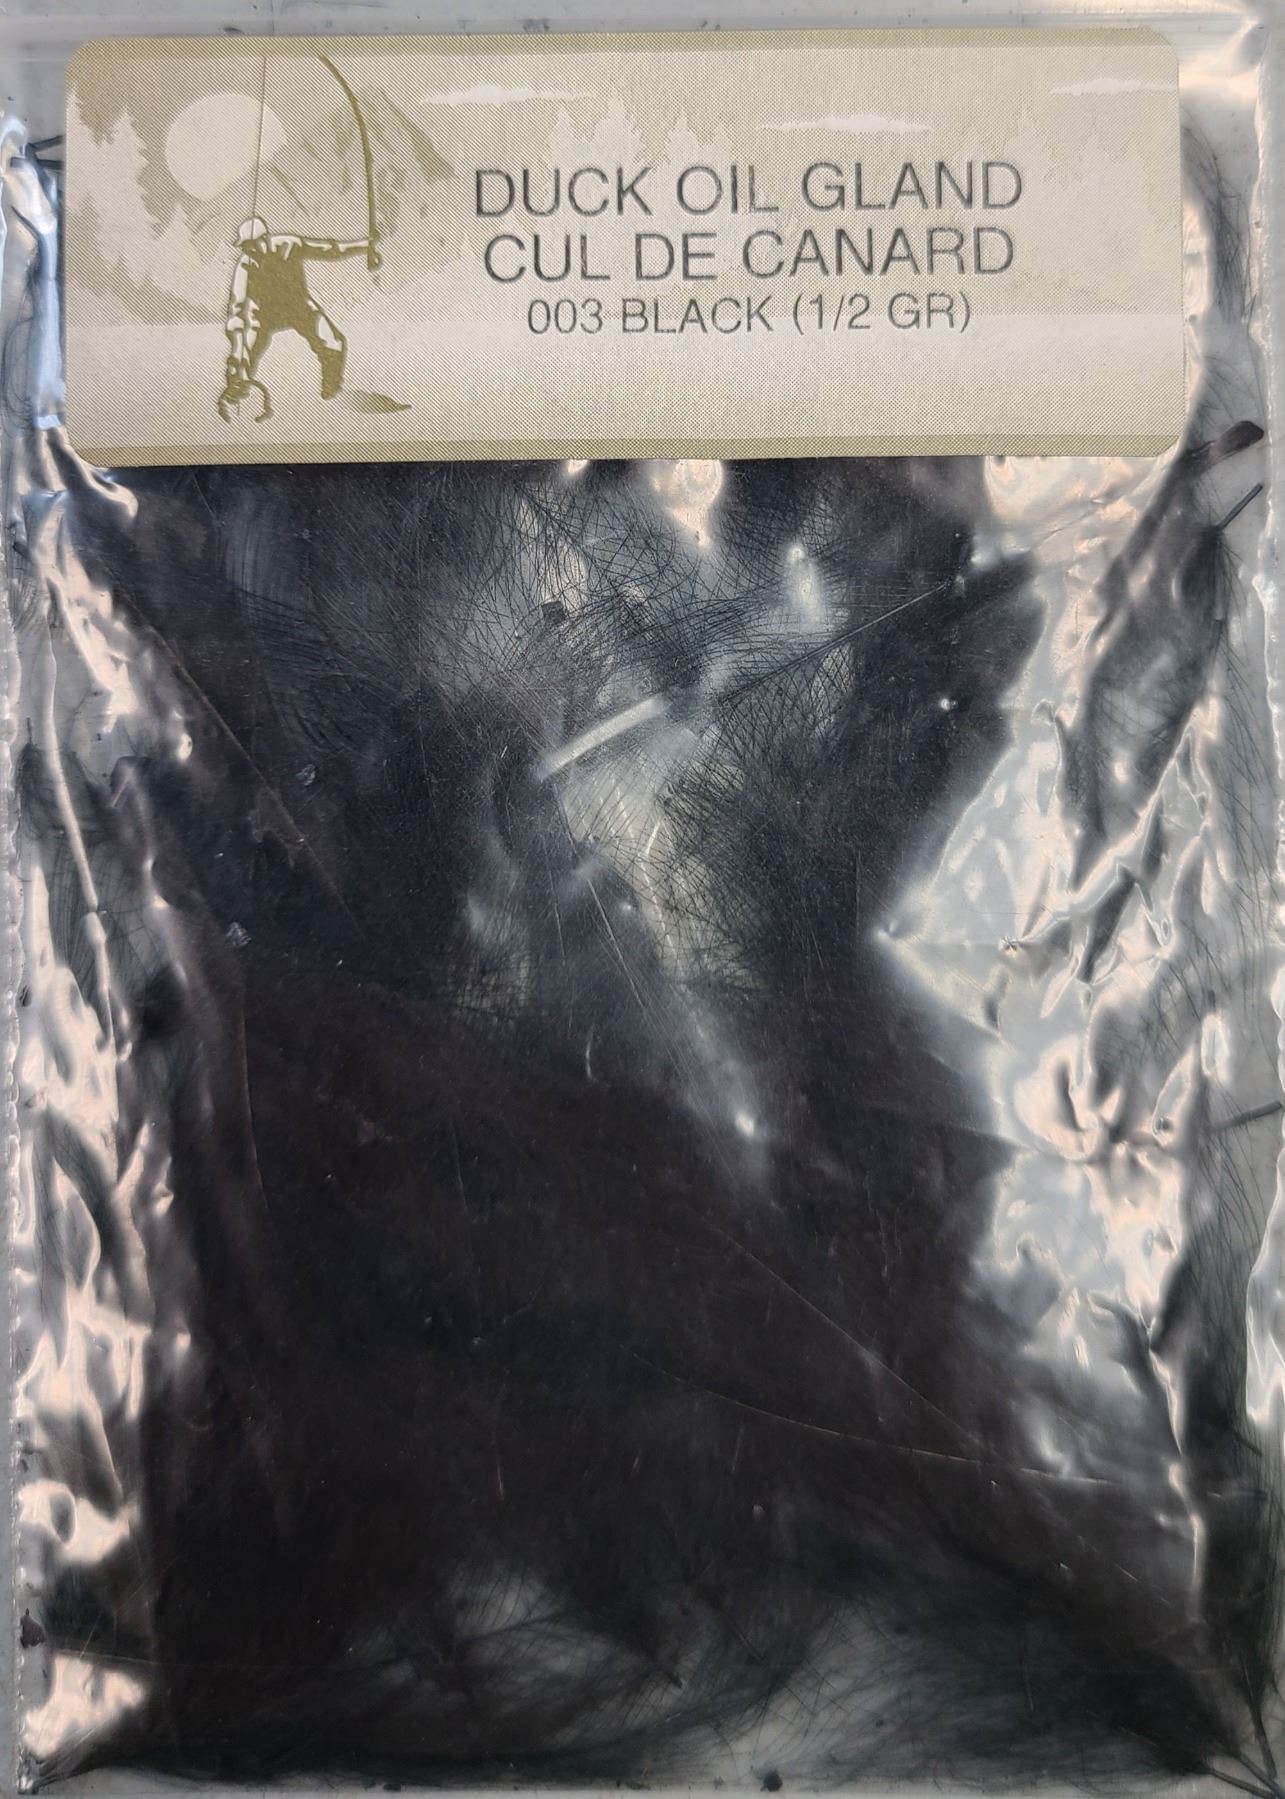 DUCK OIL GLAND
CUL DE CANARD
003 BLACK (1/2 GR)